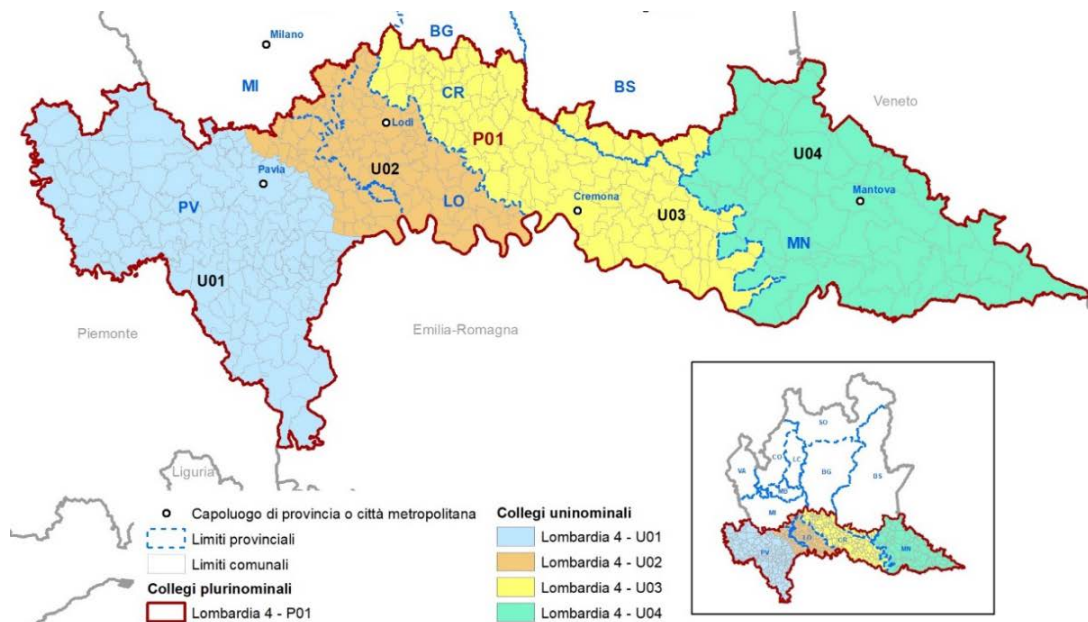 BG
Milano
MI
CR
BS
Veneto
Lodi
P01
U04
U02
Pavia
Mantova
Cremona
PV
LO
U03
MN
U01
Piemonte
Emilia-Romagna
Liguria
SO
CO
LC
VA
BG
BS
MB
MI
LO
CR
PV
MN
Capoluogo di provincia o città metropolitana
Limiti provinciali
Limiti comunali
Collegi plurinominali
Lombardia 4 - P01
Collegi uninominali
Lombardia 4 - U01
Lombardia 4 - U02
Lombardia 4 - U03
Lombardia 4 - U04